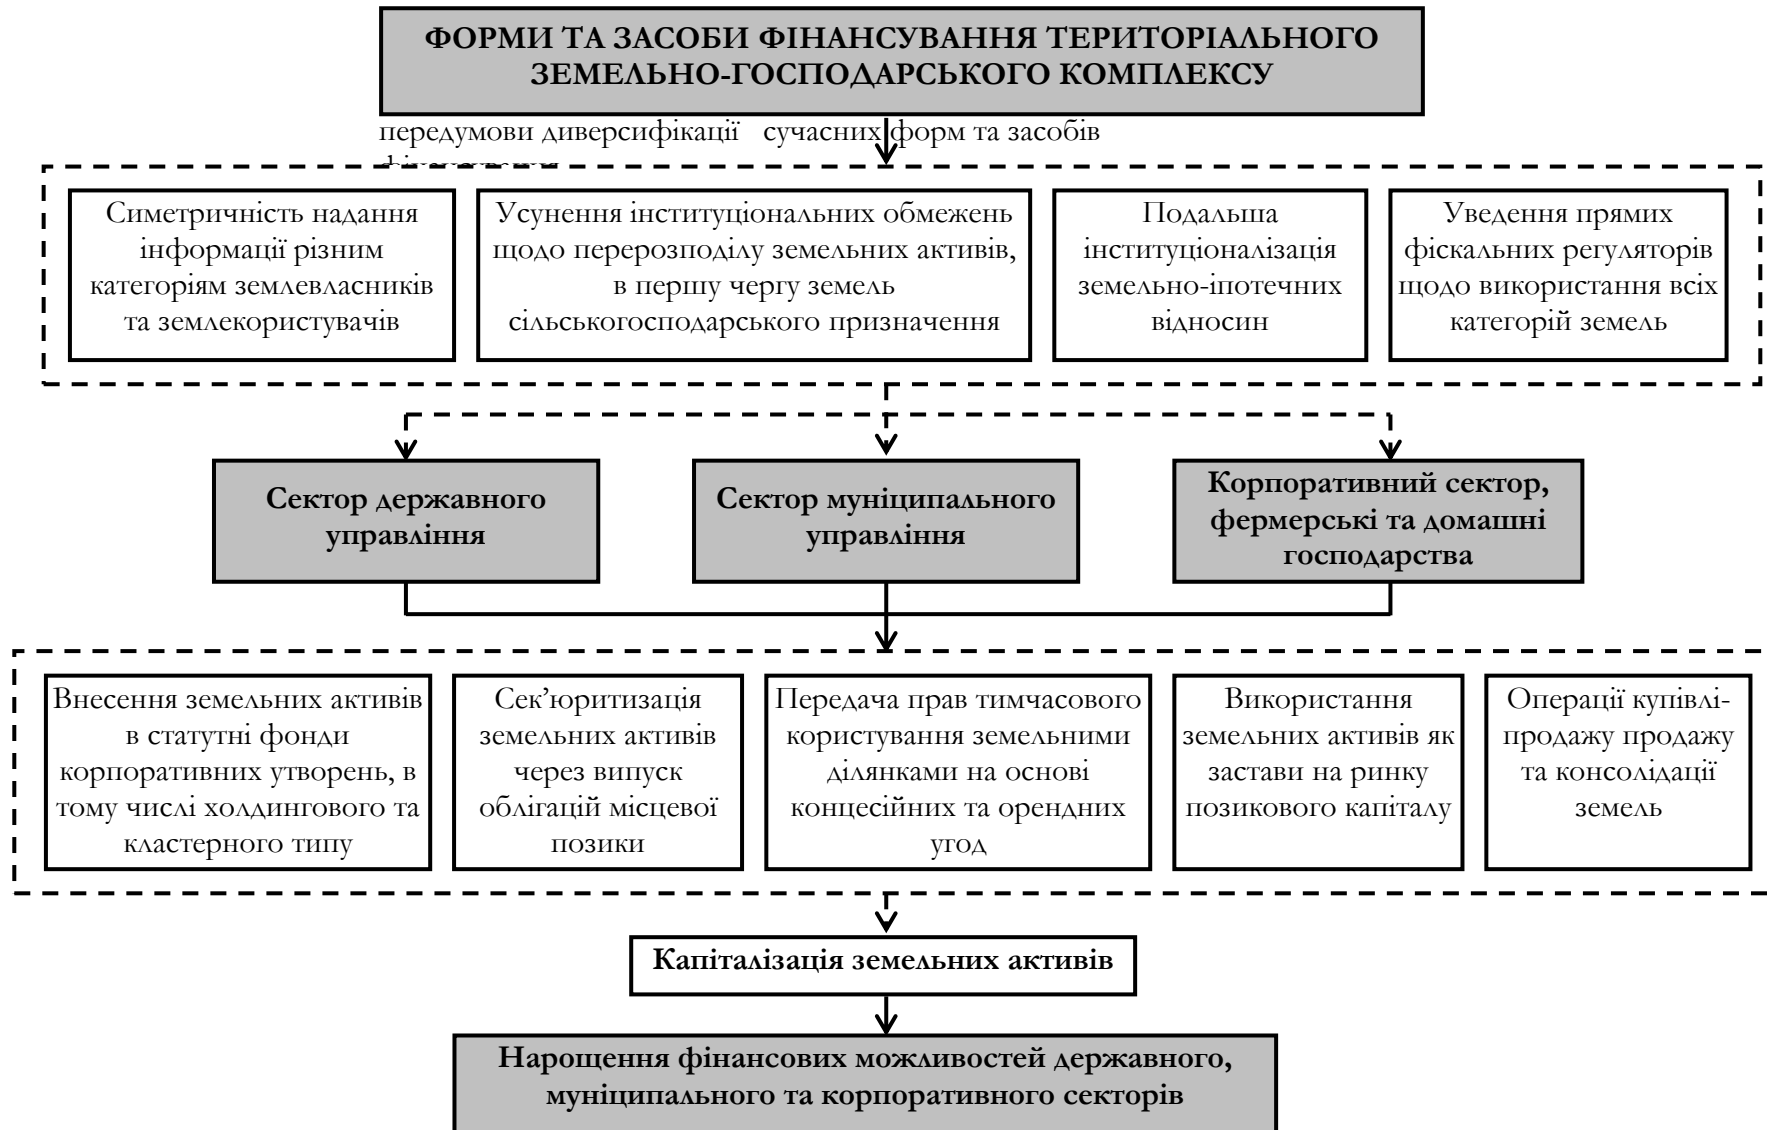 ФОРМИ ТА ЗАСОБИ ФІНАНСУВАННЯ ТЕРИТОРІАЛЬНОГО
ЗЕМЕЛЬНО-ГОСПОДАРСЬКОГО КОМПЛЕКСУ
передумови диверсифікації сучасних форм та засобів
Симетричність надання
інформації різним
категоріям землевласників
та землекористувачів
Усунення інституціональних обмежень
щодо перерозподілу земельних активів,
в першу чергу земель
сільськогосподарського призначення
Подальша
інституціоналізація
земельно-іпотечних
відносин
Уведення прямих
фіскальних регуляторів
щодо використання всіх
категорій земель
Сектор державного
управління
Сектор муніципального
управління
Корпоративний сектор,
фермерські та домашні
господарства
Внесення земельних активів
в статутні фонди
корпоративних утворень, в
тому числі холдингового та
кластерного типу
Сек’юритизація
земельних активів
через випуск
облігацій місцевої
позики
Передача прав тимчасового
користування земельними
ділянками на основі
концесійних та орендних
угод
Використання
земельних активів як
застави на ринку
позикового капіталу
Операції купівлі-
продажу продажу
та консолідації
земель
Капіталізація земельних активів
Нарощення фінансових можливостей державного,
муніципального та корпоративного секторів